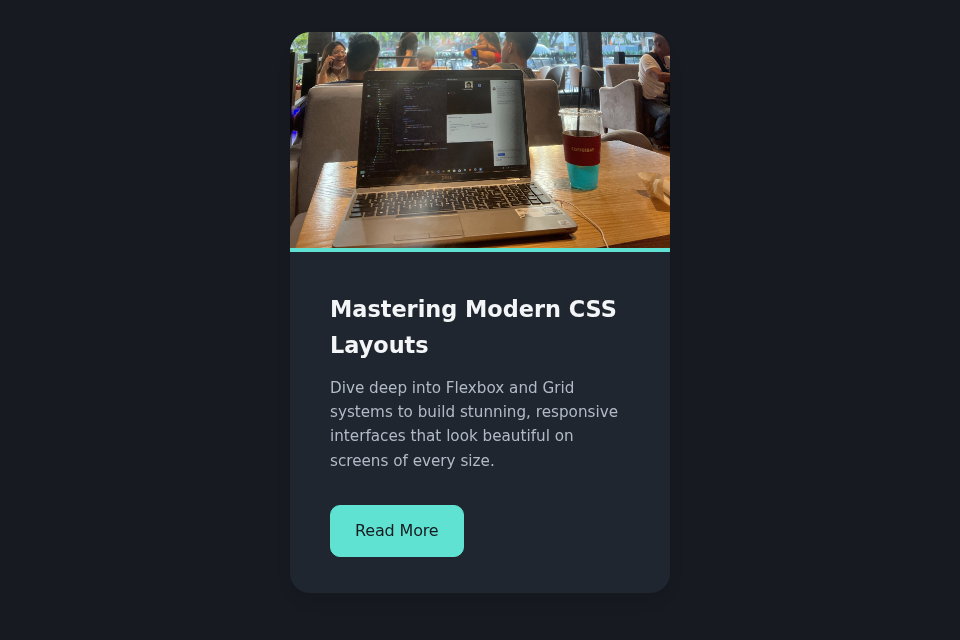 Mastering Modern CSS
Layouts
Dive deep into Flexbox and Grid
systems to build stunning, responsive
interfaces that look beautiful on
screens of every size.
Read More